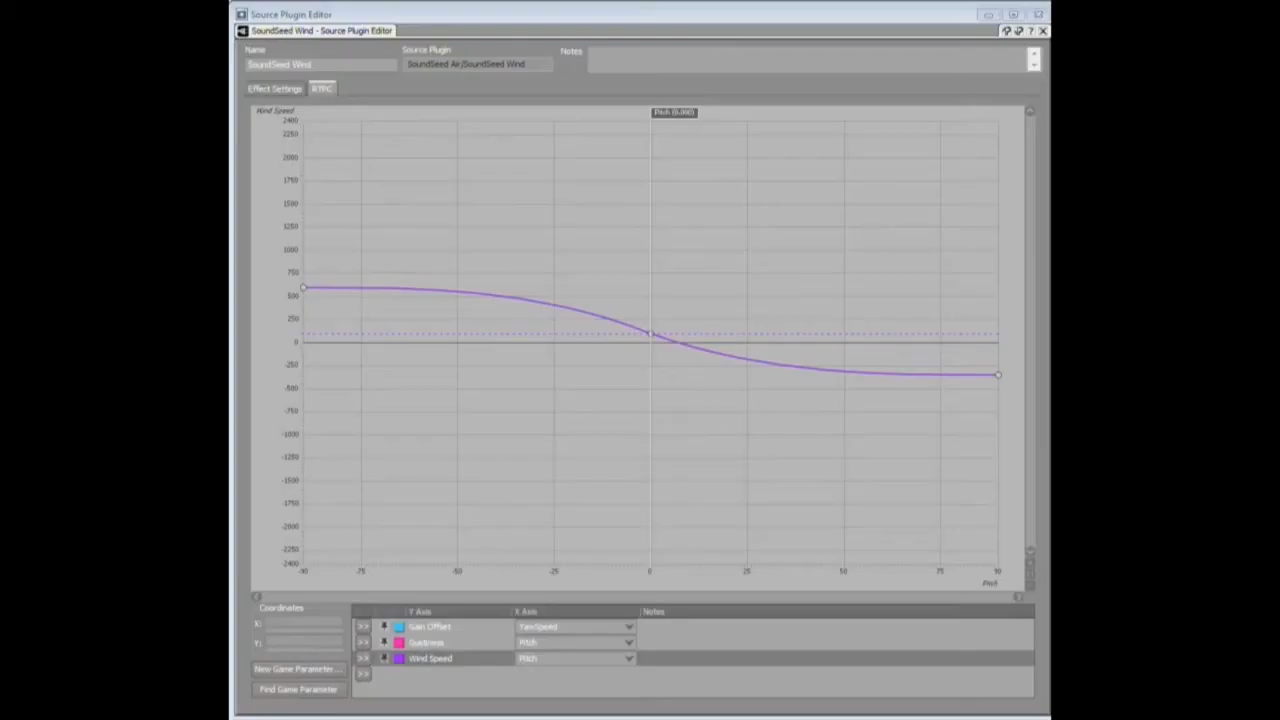 Source Plugin Editor
SoundSeed Wind - Source Plugin Editor
Name Source Plugin Notes
SoundSeed Wind SoundSeed Air/SoundSeed Wind
Effect Settings RTPC
Wind Speed Pitch (0.000)
2400
2250
2000
1750
1500
1250
1000
750
500
250
0
-250
-500
-750
-1000
-1250
-1500
-1750
-2000
-2250
-2400
-90 -75 -50 -25 0 25 50 75 90
Pitch
Coordinates Y Axis X Axis Notes
X: >> Gain Offset YawSpeed
Y: >> Gustiness Pitch
>> Wind Speed Pitch
New Game Parameter... >>
Find Game Parameter